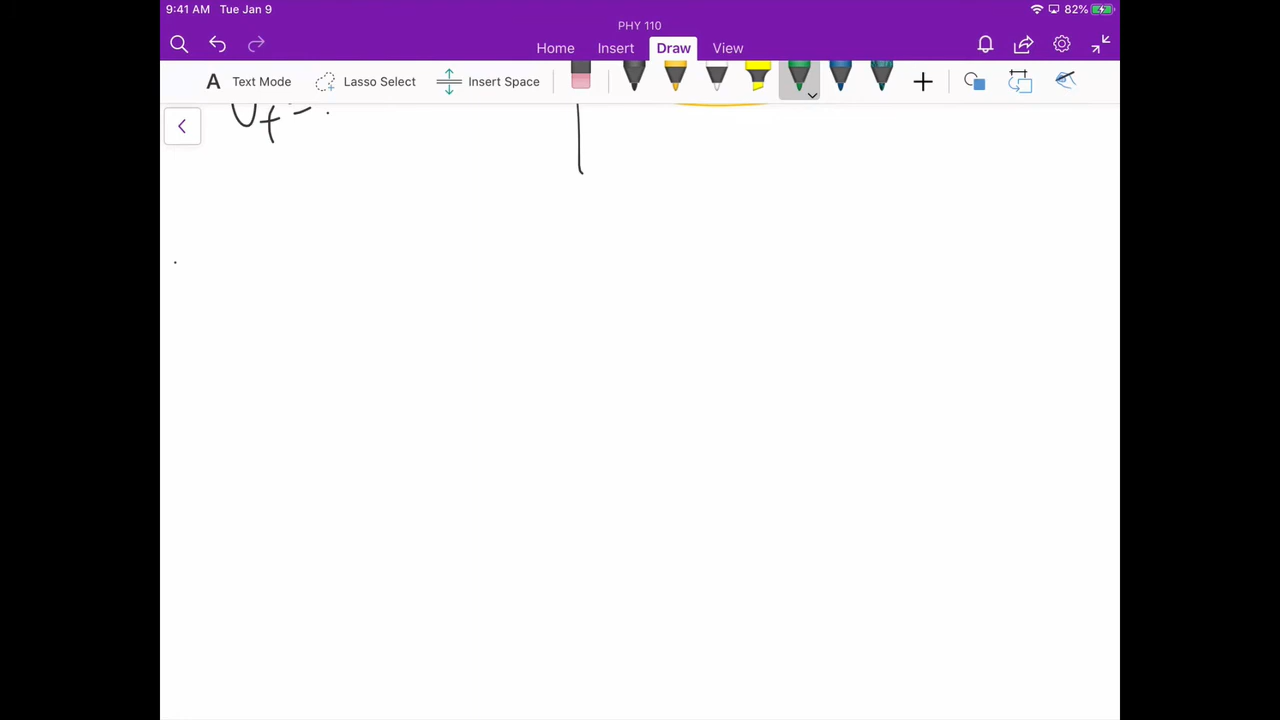 9:41 AM Tue Jan 9
82%
PHY 110
Home Insert Draw View
A Text Mode Lasso Select Insert Space